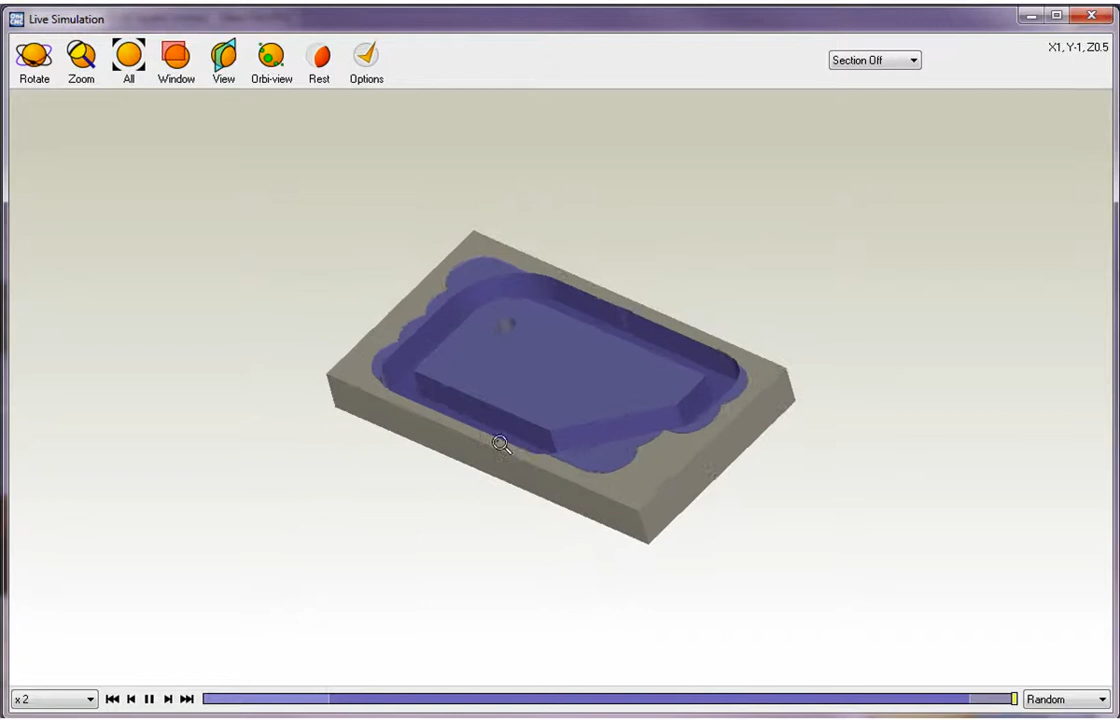 Live Simulation
X1, Y-1, Z0.5
Rotate
Zoom
All
Window
View
Orbi-view
Rest
Options
Section Off
x 2
Random